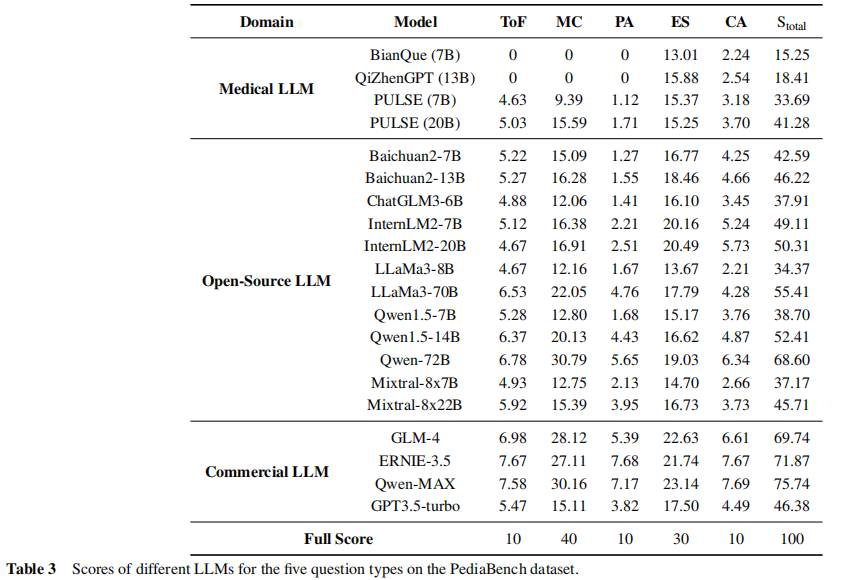 Domain Model ToF MC PA ES CA Stotal
BianQue (7B) 0 0 0 13.01 2.24 15.25
QiZhenGPT (13B) 0 0 0 15.88 2.54 18.41
Medical LLM
PULSE (7B) 4.63 9.39 1.12 15.37 3.18 33.69
PULSE (20B) 5.03 15.59 1.71 15.25 3.70 41.28
Baichuan2-7B 5.22 15.09 1.27 16.77 4.25 42.59
Baichuan2-13B 5.27 16.28 1.55 18.46 4.66 46.22
ChatGLM3-6B 4.88 12.06 1.41 16.10 3.45 37.91
InternLM2-7B 5.12 16.38 2.21 20.16 5.24 49.11
InternLM2-20B 4.67 16.91 2.51 20.49 5.73 50.31
LLaMa3-8B 4.67 12.16 1.67 13.67 2.21 34.37
Open-Source LLM
LLaMa3-70B 6.53 22.05 4.76 17.79 4.28 55.41
Qwen1.5-7B 5.28 12.80 1.68 15.17 3.76 38.70
Qwen1.5-14B 6.37 20.13 4.43 16.62 4.87 52.41
Qwen-72B 6.78 30.79 5.65 19.03 6.34 68.60
Mixtral-8x7B 4.93 12.75 2.13 14.70 2.66 37.17
Mixtral-8x22B 5.92 15.39 3.95 16.73 3.73 45.71
GLM-4 6.98 28.12 5.39 22.63 6.61 69.74
ERNIE-3.5 7.67 27.11 7.68 21.74 7.67 71.87
Commercial LLM
Qwen-MAX 7.58 30.16 7.17 23.14 7.69 75.74
GPT3.5-turbo 5.47 15.11 3.82 17.50 4.49 46.38
Full Score 10 40 10 30 10 100
Table 3 Scores of different LLMs for the five question types on the PediaBench dataset.